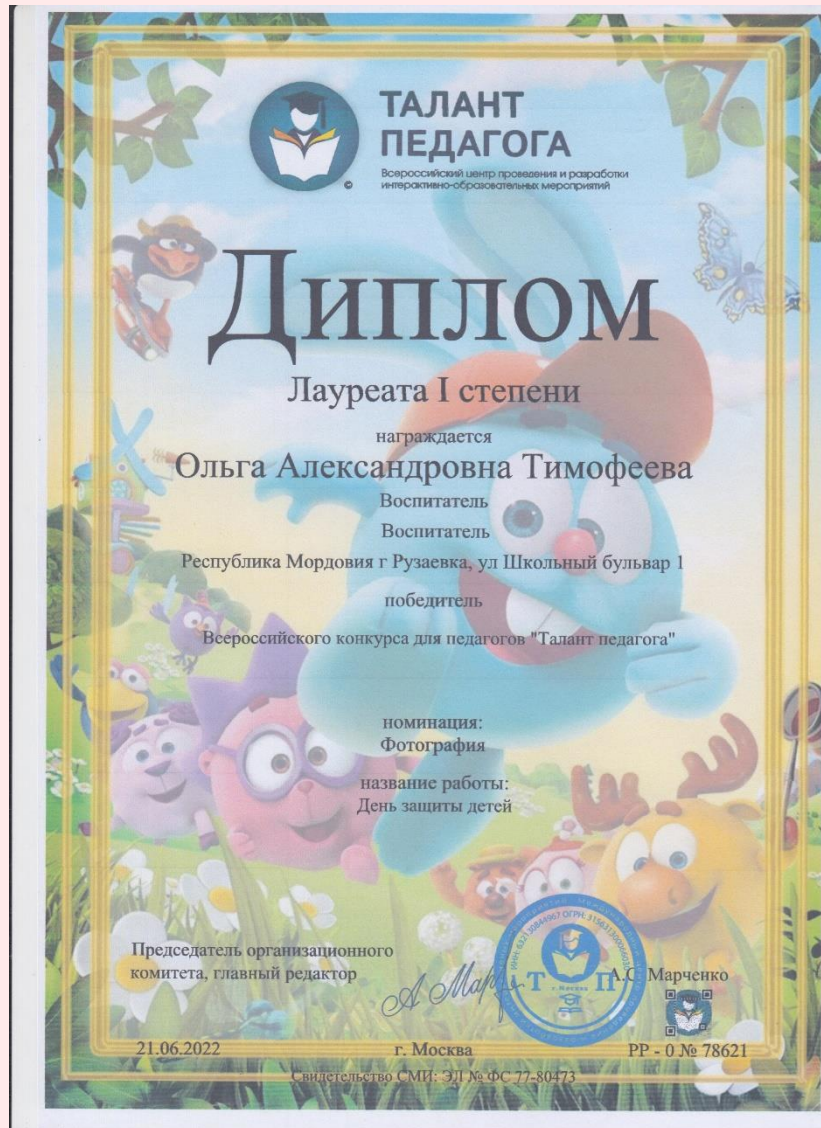 ТАЛАНТ
ПЕДАГОГА
Всероссийский центр проведения и разработки
интерактивно-образовательных мероприятий
Диплом
Лауреата I степени
награждается
Ольга Александровна Тимофеева
Воспитатель
Воспитатель
Республика Мордовия г Рузаевка, ул Школьный бульвар 1
победитель
Всероссийского конкурса для педагогов "Талант педагога"
номинация:
Фотография
название работы:
День защиты детей
Председатель организационного
комитета, главный редактор
А.С. Марченко
Т П
г. Москва
21.06.2022 г. Москва РР - 0 № 78621
Свидетельство СМИ: ЭЛ № ФС 77-80473